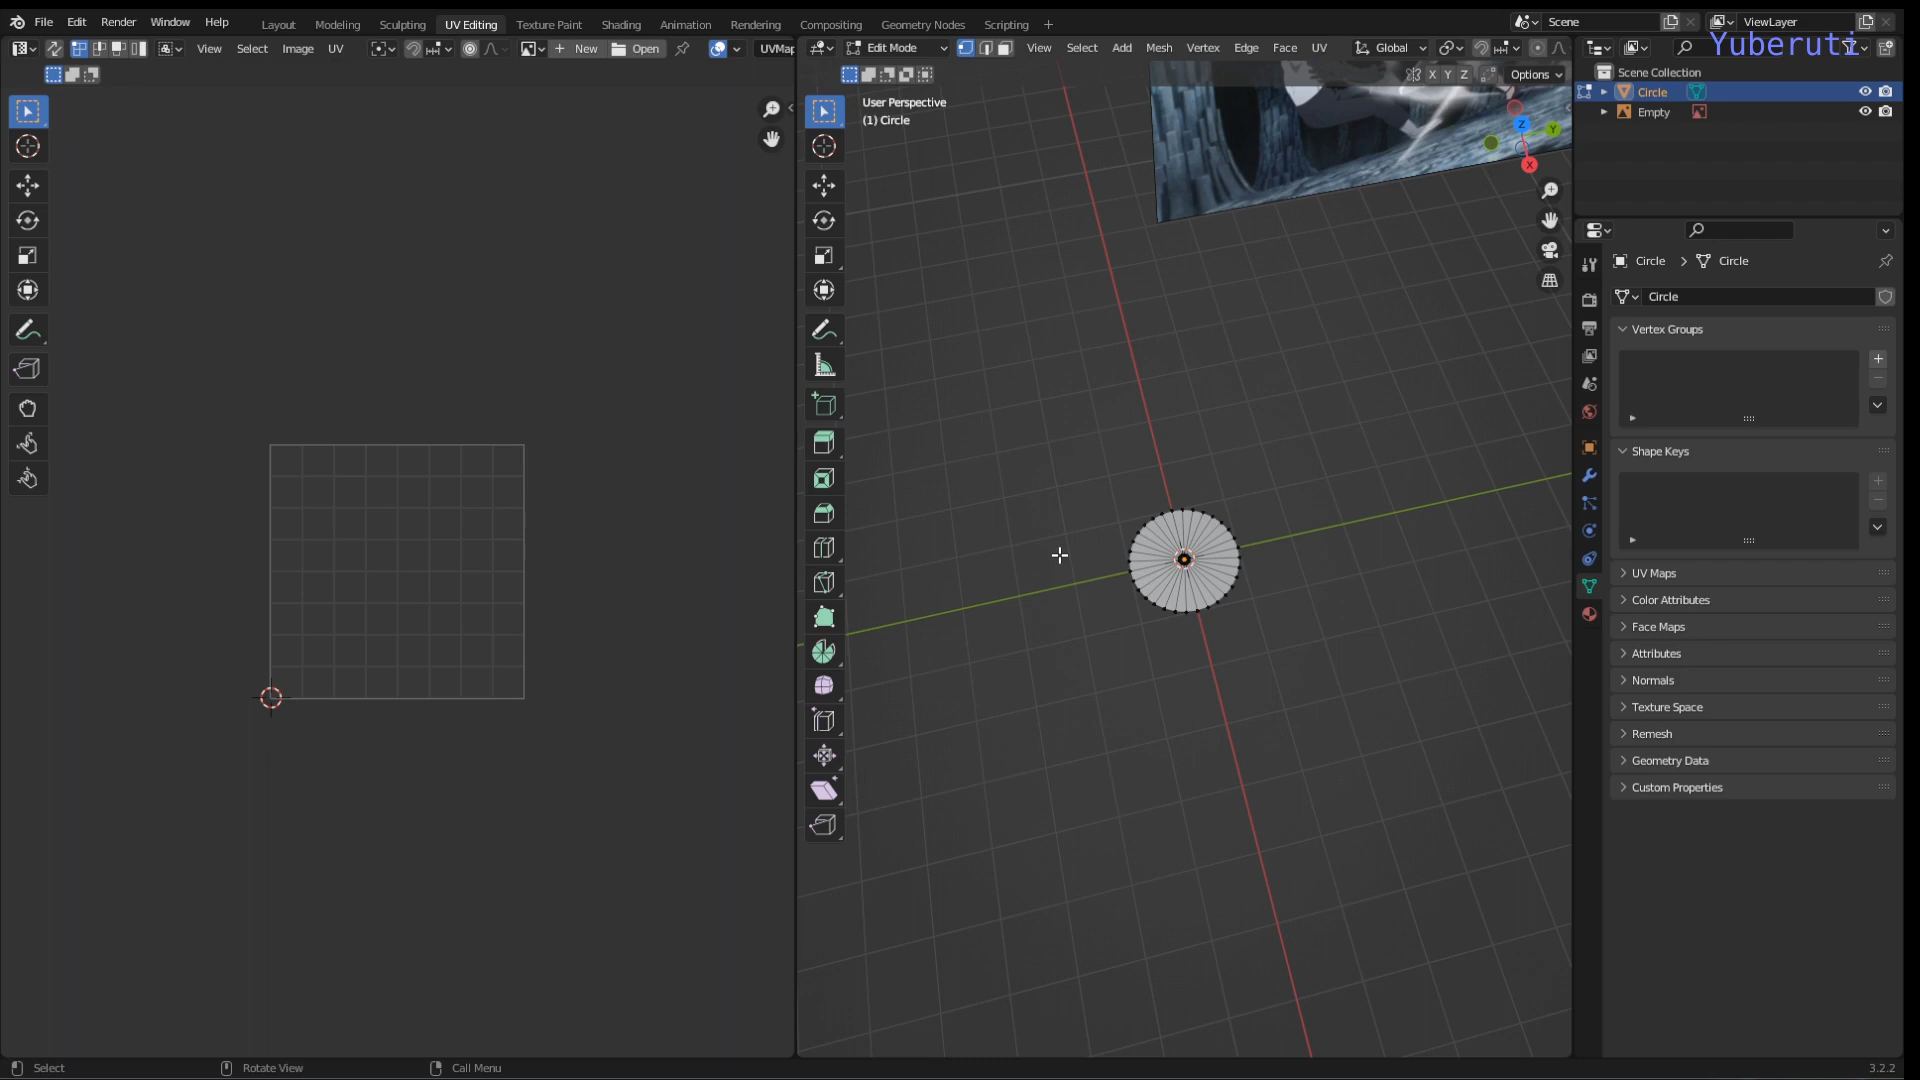 File Edit Render Window Help
Layout Modeling Sculpting UV Editing Texture Paint Shading Animation Rendering Compositing Geometry Nodes Scripting
Scene
ViewLayer
View Select Image UV
New
Open
UVMap
Edit Mode
View Select Add Mesh Vertex Edge Face UV
Global
Yuberuti
X Y Z
Options
User Perspective
(1) Circle
Z
Y
X
Scene Collection
Circle
Empty
Circle
Circle
Circle
Vertex Groups
Shape Keys
UV Maps
Color Attributes
Face Maps
Attributes
Normals
Texture Space
Remesh
Geometry Data
Custom Properties
Select
Rotate View
Call Menu
3.2.2